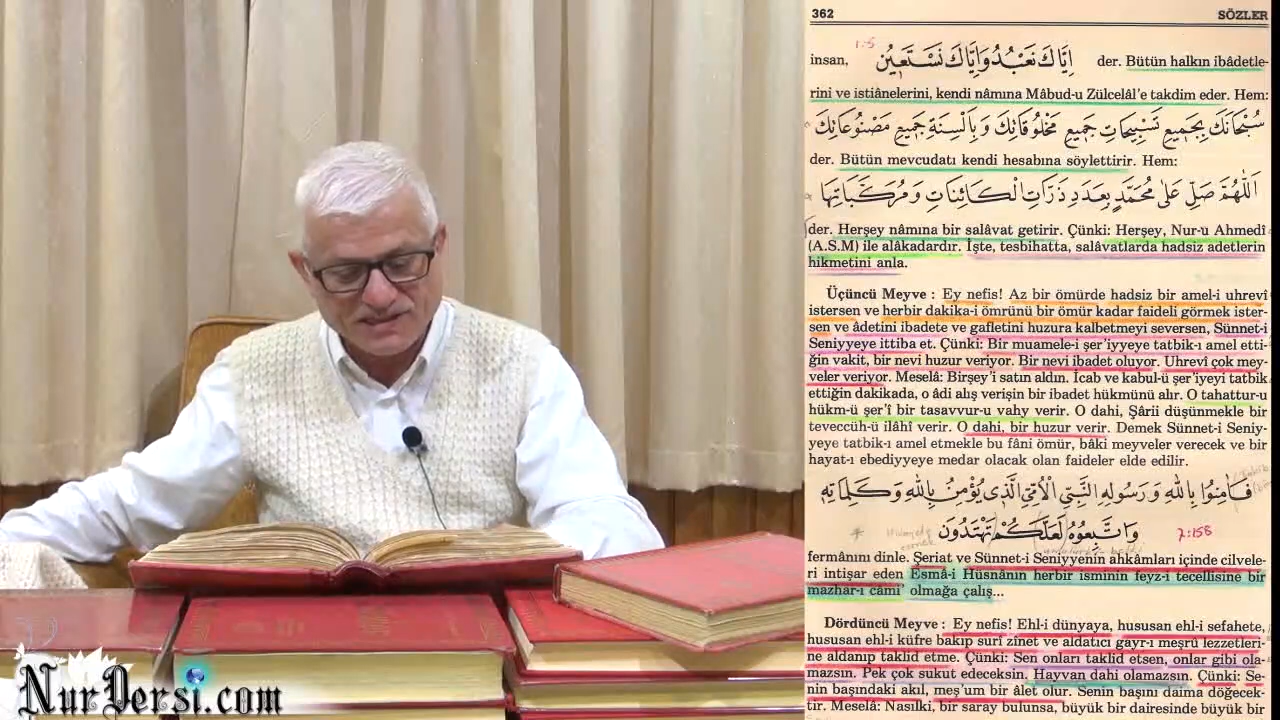 362 SÖZLER
insan, اِيَّاكَ نَعْبُدُ وَاِيَّاكَ نَسْتَعِينُ der. Bütün halkın ibâdetle-
1:5
rini ve istiânelerini, kendi nâmına Mâbud-u Zülcelâl'e takdim eder. Hem:
سُبْحَانَكَ بِجَمِيعِ تَسْبِيحَاتِ جَمِيعِ مَخْلُوقَاتِكَ وَبِاَلْسِنَةِ جَمِيعِ مَصْنُوعَاتِكَ
der. Bütün mevcudatı kendi hesabına söylettirir. Hem:
اَللّٰهُمَّ صَلِّ عَلٰى مُحَمَّدٍ بِعَدَدِ ذَرَّاتِ الْكَائِنَاتِ وَمُرَكَّبَاتِهَا
der. Herşey nâmına bir salâvat getirir. Çünki: Herşey, Nur-u Ahmedî
(A.S.M) ile alâkadardır. İşte, tesbihatta, salâvatlarda hadsiz adetlerin
hikmetini anla.
Üçüncü Meyve : Ey nefis! Az bir ömürde hadsiz bir amel-i uhrevî
istersen ve herbir dakika-i ömrünü bir ömür kadar faideli görmek ister-
sen ve âdetini ibadete ve gafletini huzura kalbetmeyi seversen, Sünnet-i
Seniyyeye ittiba et. Çünki: Bir muamele-i şer'iyyeye tatbik-ı amel etti-
ğin vakit, bir nevi huzur veriyor. Bir nevi ibadet oluyor. Uhrevî çok mey-
veler veriyor. Meselâ: Birşey'i satın aldın. İcab ve kabul-ü şer'iyeyi tatbik
ettiğin dakikada, o âdi alış verişin bir ibadet hükmünü alır. O tahattur-u
hükm-ü şer'î bir tasavvur-u vahy verir. O dahi, Şârii düşünmekle bir
teveccüh-ü ilâhî verir. O dahi, bir huzur verir. Demek Sünnet-i Seniy-
yeye tatbik-ı amel etmekle bu fâni ömür, bâki meyveler verecek ve bir
hayat-ı ebediyyeye medar olacak olan faideler elde edilir.
فَاٰمِنُوا بِاللّٰهِ وَرَسُولِهِ النَّبِيِّ الْاُمِّيِّ الَّذِى يُؤْمِنُ بِاللّٰهِ وَكَلِمَاتِهِ
وَاتَّبِعُوهُ لَعَلَّكُمْ تَهْتَدُونَ 7:158
fermânını dinle. Şeriat ve Sünnet-i Seniyyenin ahkâmları içinde cilvele-
ri intişar eden Esmâ-i Hüsnânın herbir isminin feyz-i tecellisine bir
mazhar-ı câmi' olmağa çalış...
Dördüncü Meyve : Ey nefis! Ehl-i dünyaya, hususan ehl-i sefahete,
hususan ehl-i küfre bakıp surî zînet ve aldatıcı gayr-ı meşrû lezzetleri-
ne aldanıp taklid etme. Çünki: Sen onları taklid etsen, onlar gibi ola-
mazsın. Pek çok sukut edeceksin. Hayvan dahi olamazsın. Çünki: Se-
nin başındaki akıl, meş'um bir âlet olur. Senin başını daima döğecek-
tir. Meselâ: Nasılki, bir saray bulunsa, büyük bir dairesinde büyük bir
NurDersi.com